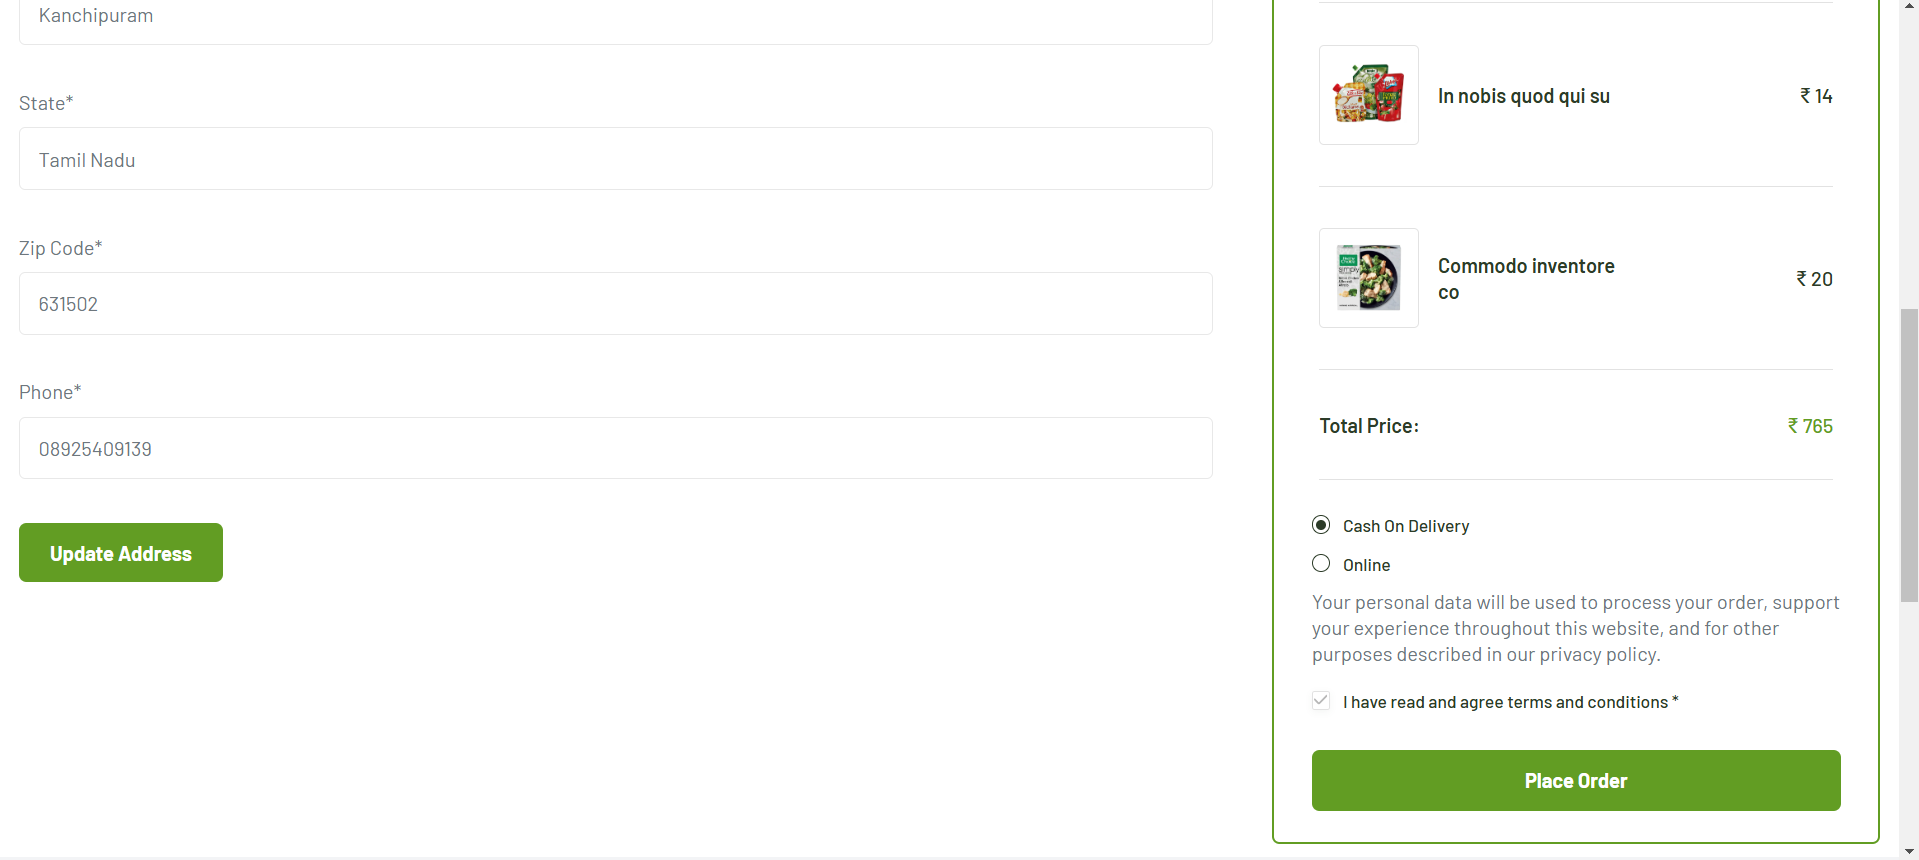 Kanchipuram
State*
Tamil Nadu
Zip Code*
631502
Phone*
08925409139
Update Address
In nobis quod qui su
₹ 14
Commodo inventore
co
₹ 20
Total Price:
₹ 765
Cash On Delivery
Online
Your personal data will be used to process your order, support
your experience throughout this website, and for other
purposes described in our privacy policy.
I have read and agree terms and conditions *
Place Order